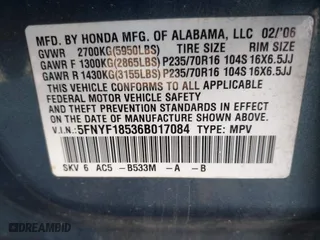 MFD. BY HONDA MFG. OF ALABAMA, LLC 02/'06
GVWR 2700KG(5950LBS) TIRE SIZE RIM SIZE
GAWR F 1300KG(2865LBS) P235/70R16 104S 16X6.5JJ
GAWR R 1430KG(3155LBS) P235/70R16 104S 16X6.5JJ
THIS VEHICLE CONFORMS TO ALL APPLICABLE
FEDERAL MOTOR VEHICLE SAFETY AND
THEFT PREVENTION STANDARDS IN EFFECT ON
THE DATE OF MANUFACTURE SHOWN ABOVE.
V.I.N: 5FNYF18536B017084 TYPE: MPV
SKV 6 AC5 -B533M -A -B
DREAMBID